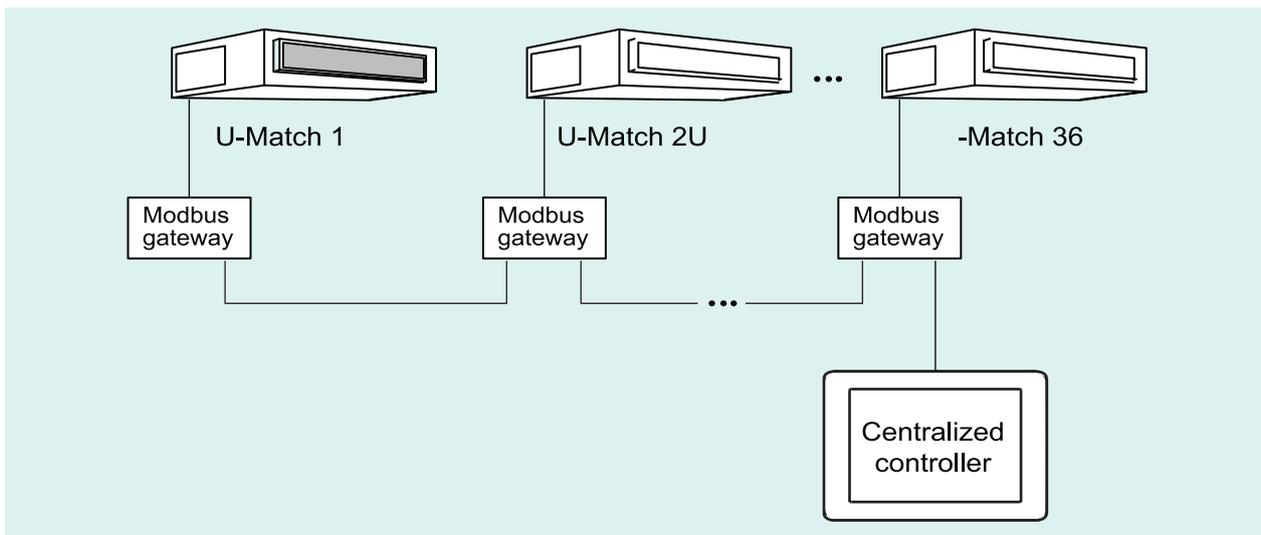 U-Match 1
U-Match 2U
-Match 36
Modbus
gateway
Modbus
gateway
Modbus
gateway
Centralized
controller